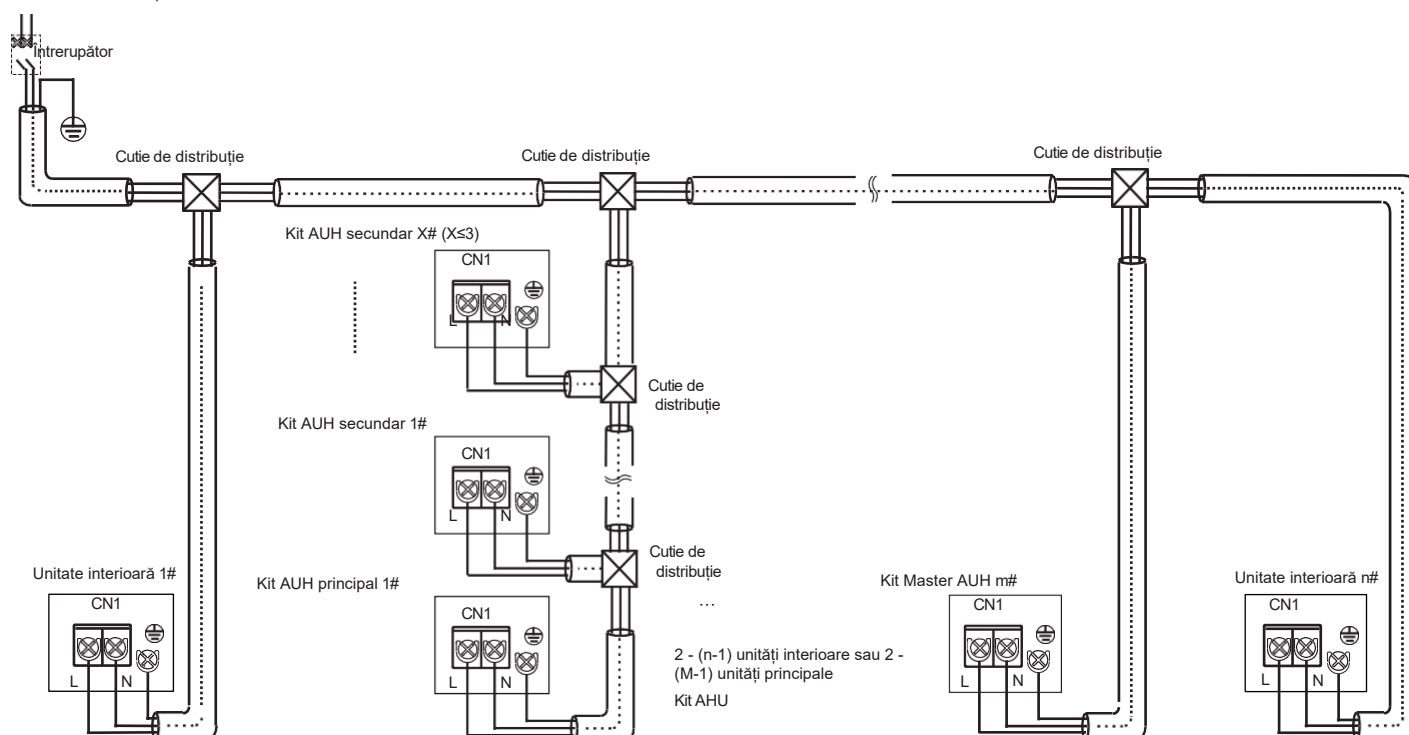 Întrerupător
Cutie de distribuție
Cutie de distribuție
Cutie de distribuție
Kit AUH secundar X# (X≤3)
CN1
L
N
Cutie de
distribuție
Kit AUH secundar 1#
CN1
L
N
Cutie de
distribuție
Unitate interioară 1#
CN1
L
N
Kit AUH principal 1#
CN1
L
N
...
2 - (n-1) unități interioare sau 2 -
(M-1) unități principale
Kit AHU
Kit Master AUH m#
CN1
L
N
Unitate interioară n#
CN1
L
N